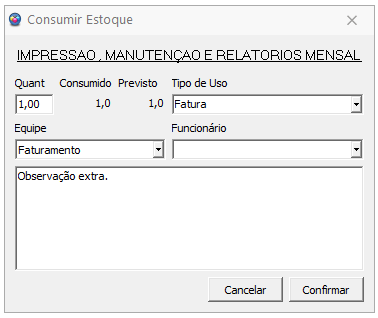 Consumir Estoque
IMPRESSAO, MANUTENÇAO E RELATORIOS MENSAL
Quant Consumido Previsto Tipo de Uso
1,00 1,0 1,0 Fatura
Equipe Funcionário
Faturamento
Observação extra.
Cancelar Confirmar